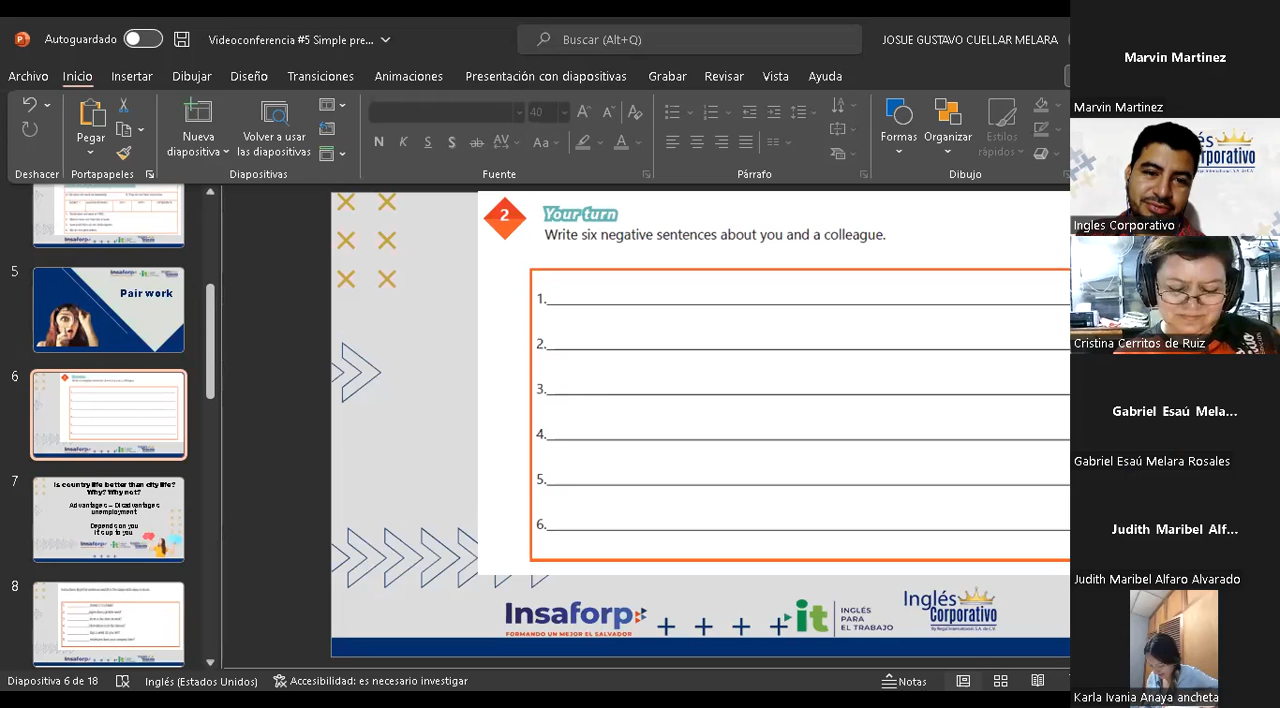 Autoguardado
Videoconferencia #5 Simple pre...
Buscar (Alt+Q)
JOSUE GUSTAVO CUELLAR MELARA
Archivo Inicio Insertar Dibujar Diseño Transiciones Animaciones Presentación con diapositivas Grabar Revisar Vista Ayuda
Pegar
Nueva diapositiva
Volver a usar las diapositivas
40
N K S S ab AV Aa A
Formas
Organizar
Estilos rápidos
Deshacer Portapapeles Diapositivas Fuente Párrafo Dibujo
5
Pair work
6
7
Is country life better than city life?
Why? Why not?
Advantages – Disadvantages
unemployment
Depends on you
It's up to you
8
2
Your turn
Write six negative sentences about you and a colleague.
1.
2.
3.
4.
5.
6.
Insaforp
FORMANDO UN MEJOR EL SALVADOR
it
INGLÉS
PARA
EL TRABAJO
Inglés
Corporativo
Diapositiva 6 de 18
Inglés (Estados Unidos)
Accesibilidad: es necesario investigar
Notas
Marvin Martinez
Marvin Martinez
Ingles Corporativo
Cristina Cerritos de Ruiz
Gabriel Esaú Mela...
Gabriel Esaú Melara Rosales
Judith Maribel Alf...
Judith Maribel Alfaro Alvarado
Karla Ivania Anaya ancheta